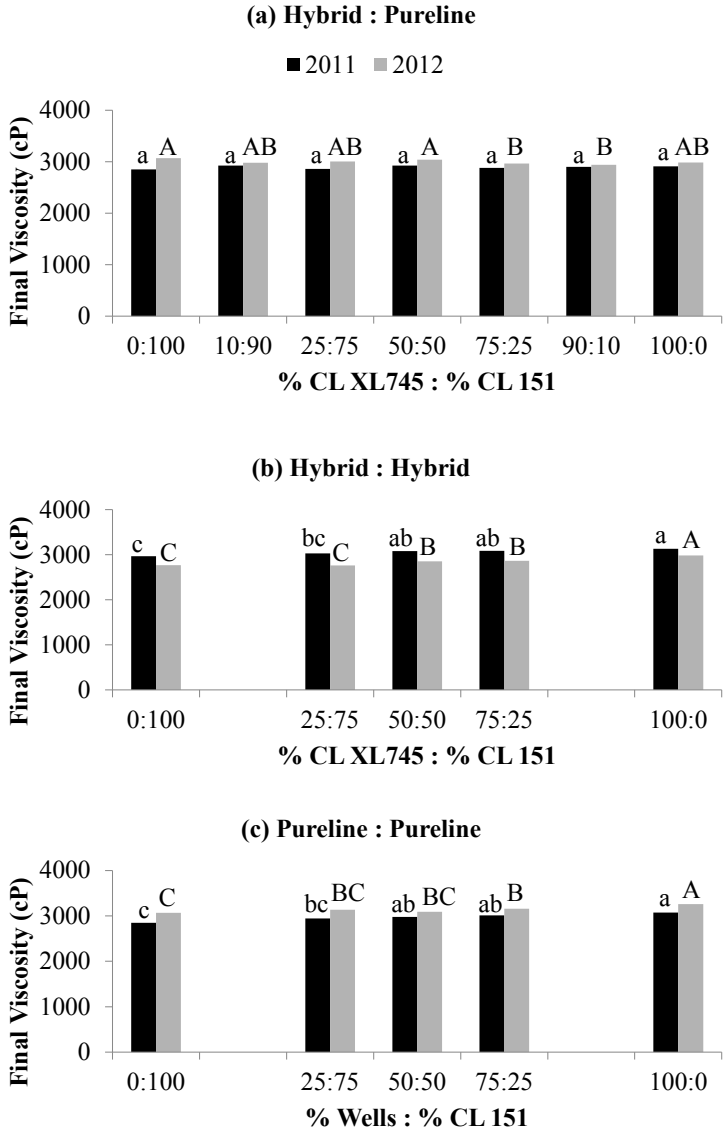 (a) Hybrid : Pureline
2011 2012
Final Viscosity (cP)
4000
3000
2000
1000
0
a A a AB a AB a A a B a B a AB
0:100 10:90 25:75 50:50 75:25 90:10 100:0
% CL XL745 : % CL 151
(b) Hybrid : Hybrid
Final Viscosity (cP)
4000
3000
2000
1000
0
c C bc C ab B ab B a A
0:100 25:75 50:50 75:25 100:0
% CL XL745 : % CL 151
(c) Pureline : Pureline
Final Viscosity (cP)
4000
3000
2000
1000
0
c C bc BC ab BC ab B a A
0:100 25:75 50:50 75:25 100:0
% Wells : % CL 151